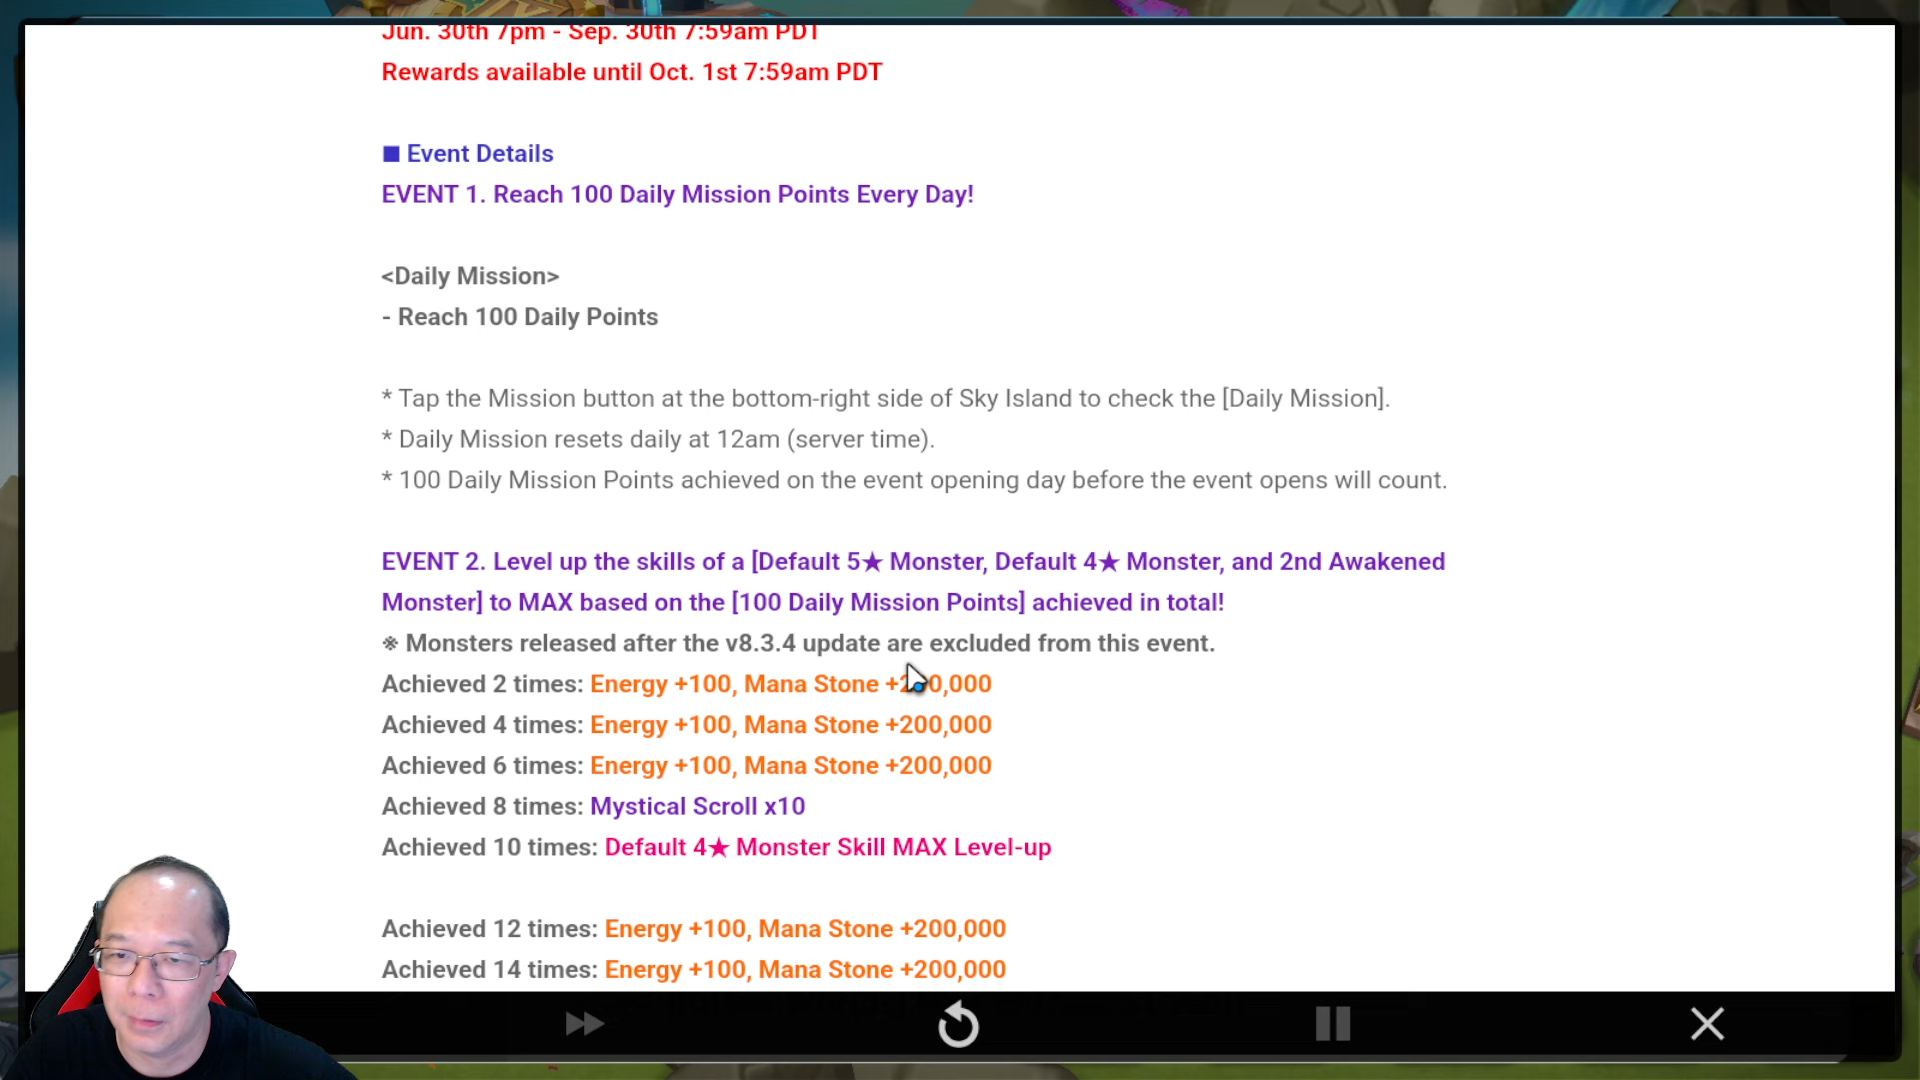 Jun. 30th 7pm - Sep. 30th 7:59am PDT
Rewards available until Oct. 1st 7:59am PDT
■ Event Details
EVENT 1. Reach 100 Daily Mission Points Every Day!
<Daily Mission>
- Reach 100 Daily Points
* Tap the Mission button at the bottom-right side of Sky Island to check the [Daily Mission].
* Daily Mission resets daily at 12am (server time).
* 100 Daily Mission Points achieved on the event opening day before the event opens will count.
EVENT 2. Level up the skills of a [Default 5★ Monster, Default 4★ Monster, and 2nd Awakened
Monster] to MAX based on the [100 Daily Mission Points] achieved in total!
※ Monsters released after the v8.3.4 update are excluded from this event.
Achieved 2 times: Energy +100, Mana Stone +200,000
Achieved 4 times: Energy +100, Mana Stone +200,000
Achieved 6 times: Energy +100, Mana Stone +200,000
Achieved 8 times: Mystical Scroll x10
Achieved 10 times: Default 4★ Monster Skill MAX Level-up
Achieved 12 times: Energy +100, Mana Stone +200,000
Achieved 14 times: Energy +100, Mana Stone +200,000